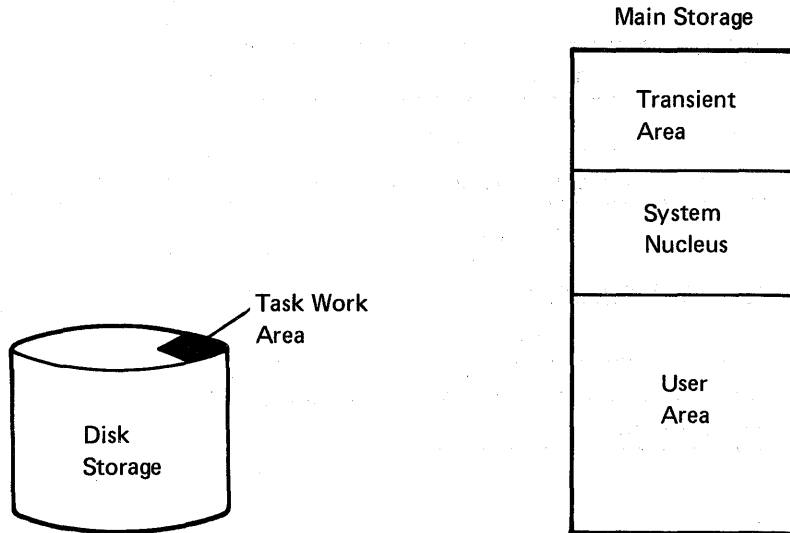 Main Storage
Transient
Area
System
Nucleus
Task Work
Area
User
Area
Disk
Storage